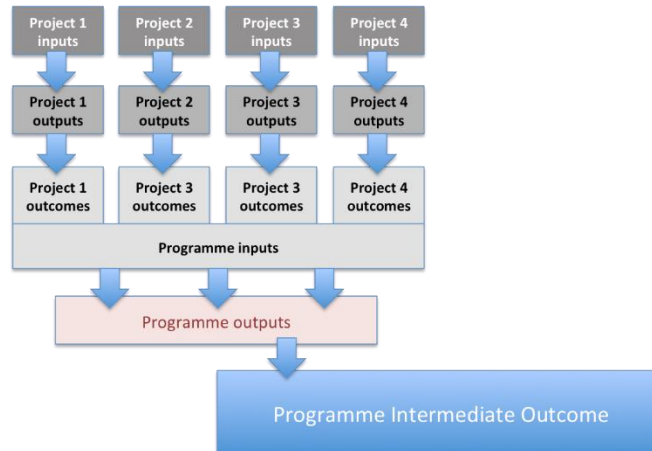 Project 1
inputs
Project 2
inputs
Project 3
inputs
Project 4
inputs
Project 1
outputs
Project 2
outputs
Project 3
outputs
Project 4
outputs
Project 1
outcomes
Project 3
outcomes
Project 3
outcomes
Project 4
outcomes
Programme inputs
Programme outputs
Programme Intermediate Outcome